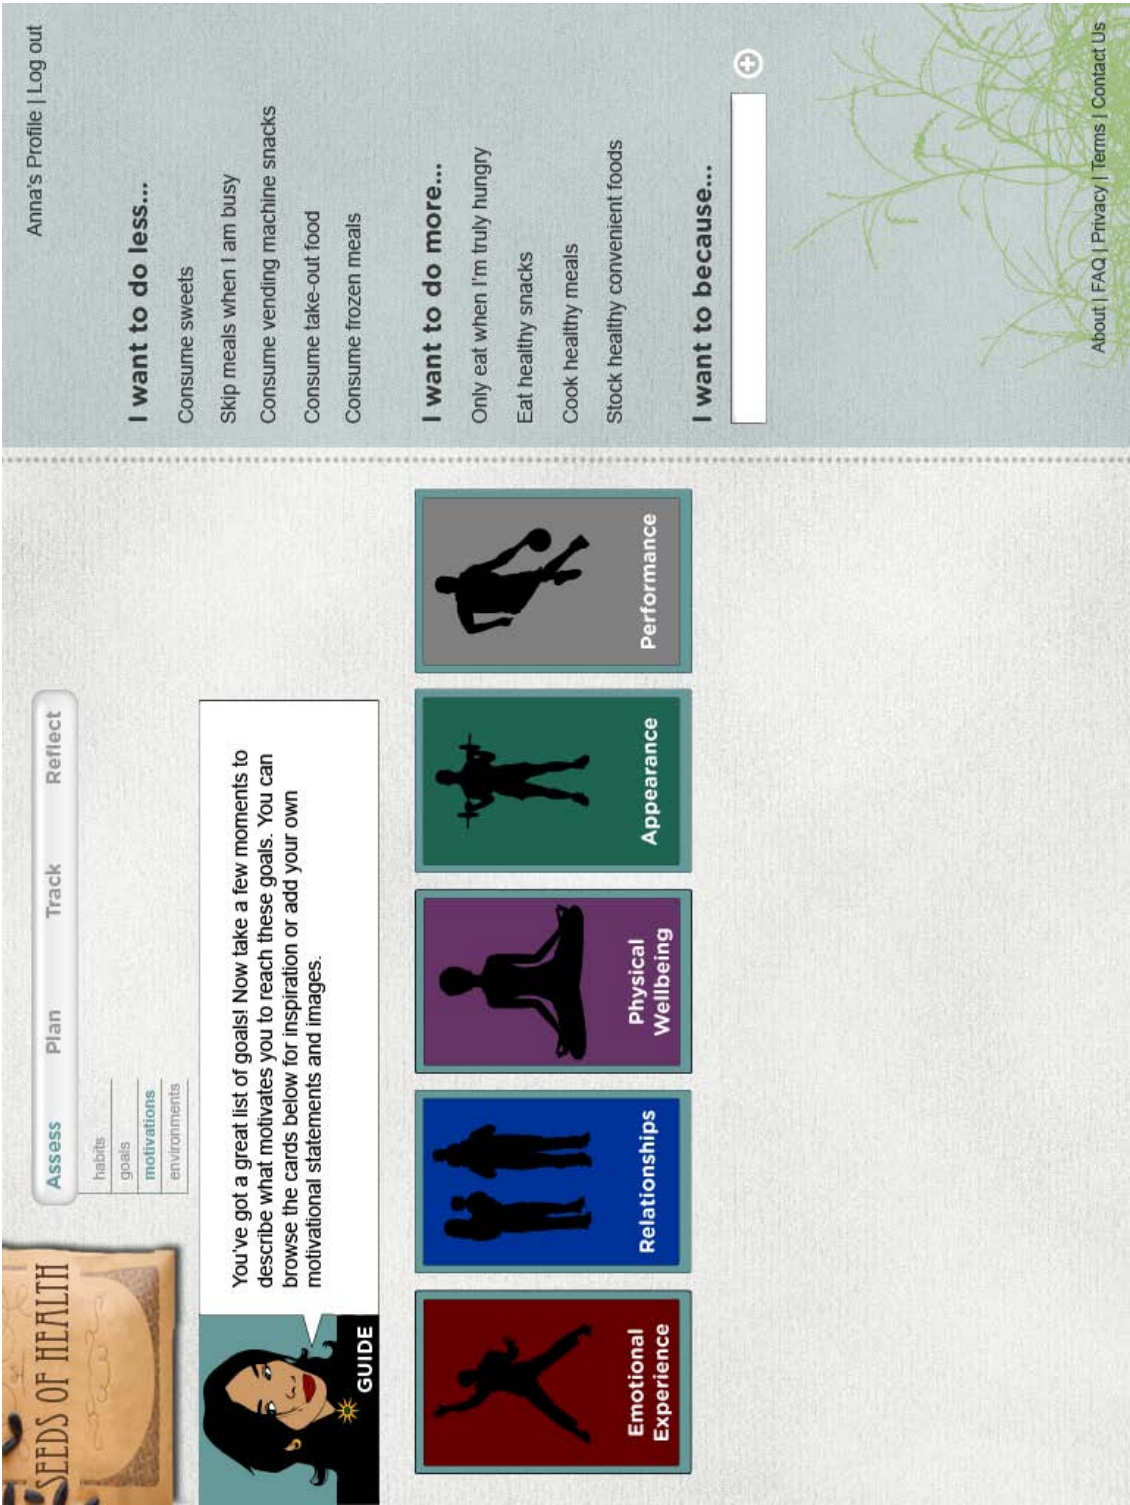 SEEDS OF HEALTH
Assess Plan Track Reflect
habits
goals
motivations
environments
Anna's Profile | Log out
GUIDE
You've got a great list of goals! Now take a few moments to
describe what motivates you to reach these goals. You can
browse the cards below for inspiration or add your own
motivational statements and images.
Emotional
Experience
Relationships
Physical
Wellbeing
Appearance
Performance
I want to do less...
Consume sweets
Skip meals when I am busy
Consume vending machine snacks
Consume take-out food
Consume frozen meals
I want to do more...
Only eat when I'm truly hungry
Eat healthy snacks
Cook healthy meals
Stock healthy convenient foods
I want to because...
About | FAQ | Privacy | Terms | Contact Us